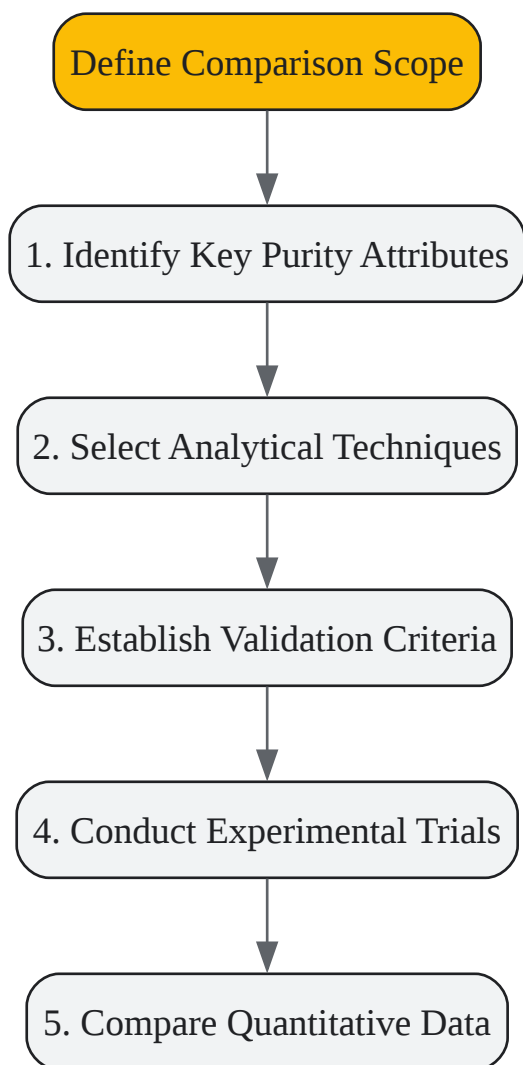 Define Comparison Scope
1. Identify Key Purity Attributes
2. Select Analytical Techniques
3. Establish Validation Criteria
4. Conduct Experimental Trials
5. Compare Quantitative Data